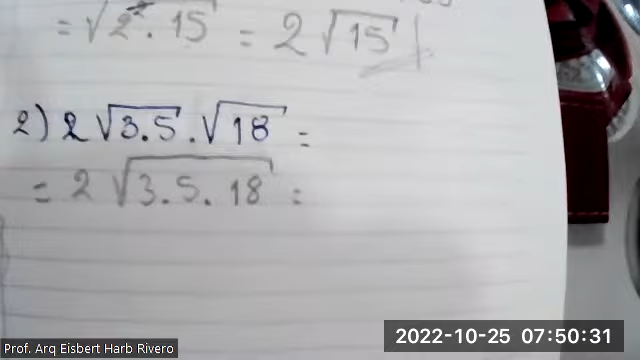 = √2². 15 = 2 √15
2) 2 √3.5 . √18 =
= 2 √3.5.18 =
2022-10-25 07:50:31
Prof. Arq Eisbert Harb Rivero